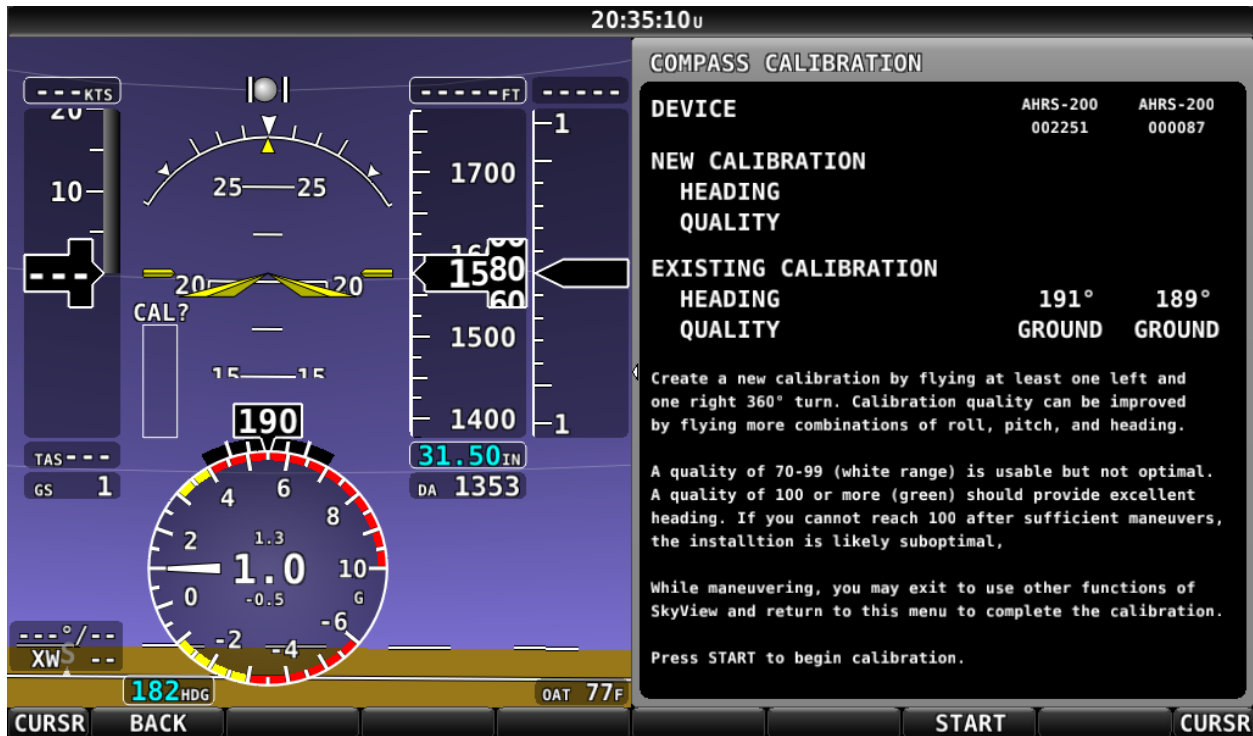 20:35:10U
---KTS
20
10
---
TAS---
GS 1
---°/--
XW --
S
25 25
20 20
CAL?
15 15
190
4 6
2 8
1.3
1.0 10
0 -0.5 G
-2 -4 -6
182HDG
-----FT -----
1
1700
1580
60
1500
1400
1
31.50IN
DA 1353
OAT 77F
COMPASS CALIBRATION
DEVICE AHRS-200 AHRS-200
002251 000087
NEW CALIBRATION
HEADING
QUALITY
EXISTING CALIBRATION
HEADING 191° 189°
QUALITY GROUND GROUND
Create a new calibration by flying at least one left and
one right 360° turn. Calibration quality can be improved
by flying more combinations of roll, pitch, and heading.
A quality of 70-99 (white range) is usable but not optimal.
A quality of 100 or more (green) should provide excellent
heading. If you cannot reach 100 after sufficient maneuvers,
the installtion is likely suboptimal,
While maneuvering, you may exit to use other functions of
SkyView and return to this menu to complete the calibration.
Press START to begin calibration.
CURSR BACK START CURSR